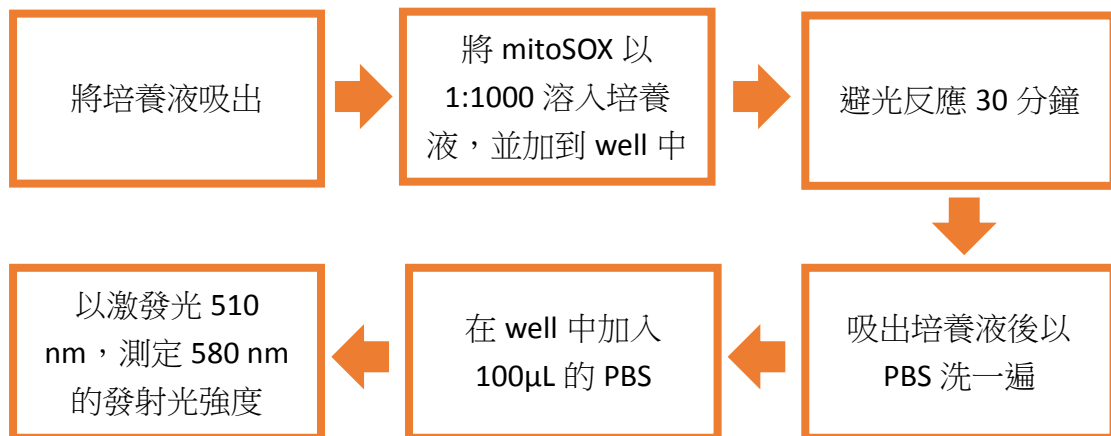 將培養液吸出
將 mitoSOX 以
1:1000 溶入培養
液，並加到 well 中
避光反應 30 分鐘
吸出培養液後以
PBS 洗一遍
在 well 中加入
100μL 的 PBS
以激發光 510
nm，測定 580 nm
的發射光強度